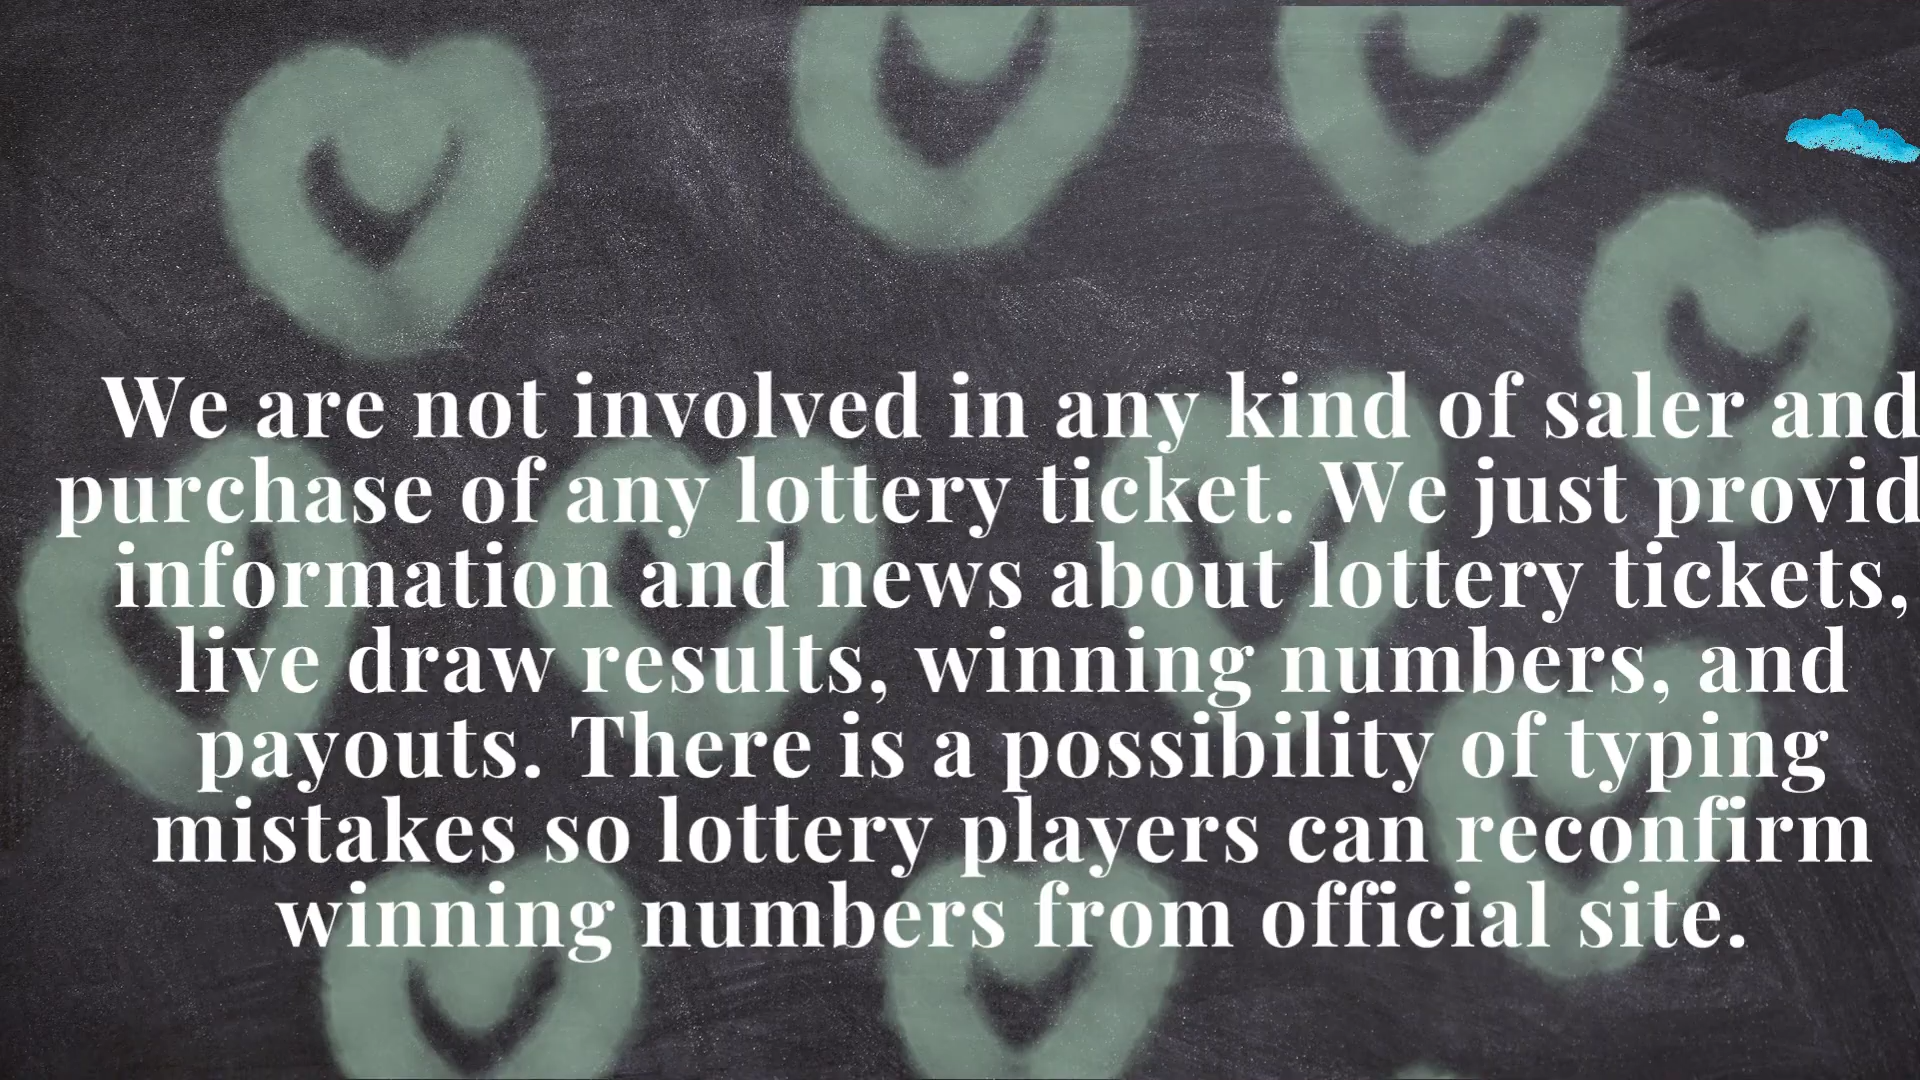 We are not involved in any kind of saler and
purchase of any lottery ticket. We just provid
information and news about lottery tickets,
live draw results, winning numbers, and
payouts. There is a possibility of typing
mistakes so lottery players can reconfirm
winning numbers from official site.